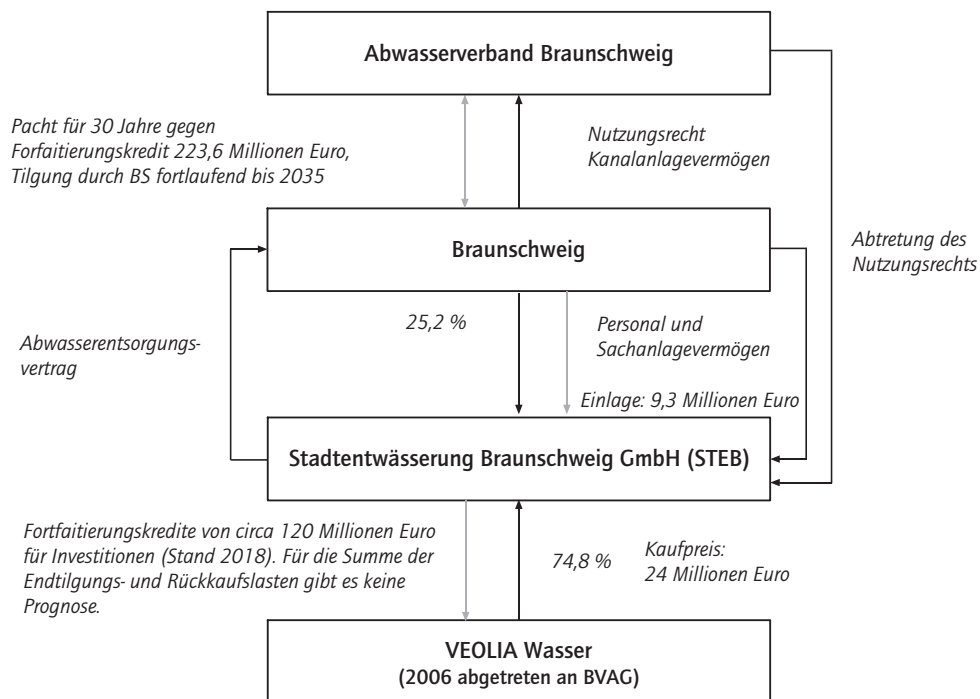 Abwasserverband Braunschweig
Pacht für 30 Jahre gegen
Forfaitierungskredit 223,6 Millionen Euro,
Tilgung durch BS fortlaufend bis 2035
Nutzungsrecht
Kanalanlagevermögen
Braunschweig
Abtretung des
Nutzungsrechts
25,2 %
Personal und
Sachanlagevermögen
Abwasserentsorgungs-
vertrag
Einlage: 9,3 Millionen Euro
Stadtentwässerung Braunschweig GmbH (STEB)
Fortfaitierungskredite von circa 120 Millionen Euro
für Investitionen (Stand 2018). Für die Summe der
Endtilgungs- und Rückkaufslasten gibt es keine
Prognose.
74,8 %
Kaufpreis:
24 Millionen Euro
VEOLIA Wasser
(2006 abgetreten an BVAG)